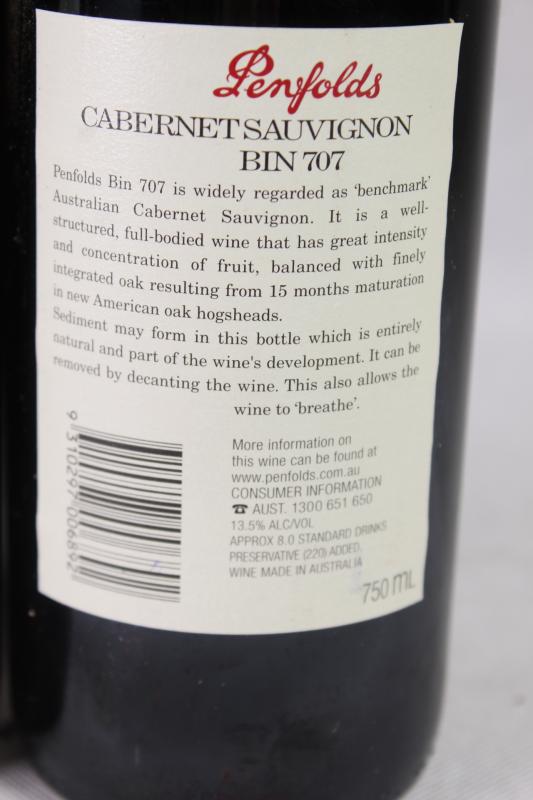 Penfolds
CABERNET SAUVIGNON
BIN 707
Penfolds Bin 707 is widely regarded as 'benchmark'
Australian Cabernet Sauvignon. It is a well-
structured, full-bodied wine that has great intensity
and concentration of fruit, balanced with finely
integrated oak resulting from 15 months maturation
in new American oak hogsheads.
Sediment may form in this bottle which is entirely
natural and part of the wine's development. It can be
removed by decanting the wine. This also allows the
wine to 'breathe'.
9 310297 006892
More information on
this wine can be found at
www.penfolds.com.au
CONSUMER INFORMATION
☎ AUST. 1300 651 650
13.5% ALC/VOL
APPROX 8.0 STANDARD DRINKS
PRESERVATIVE (220) ADDED.
WINE MADE IN AUSTRALIA
750 mL